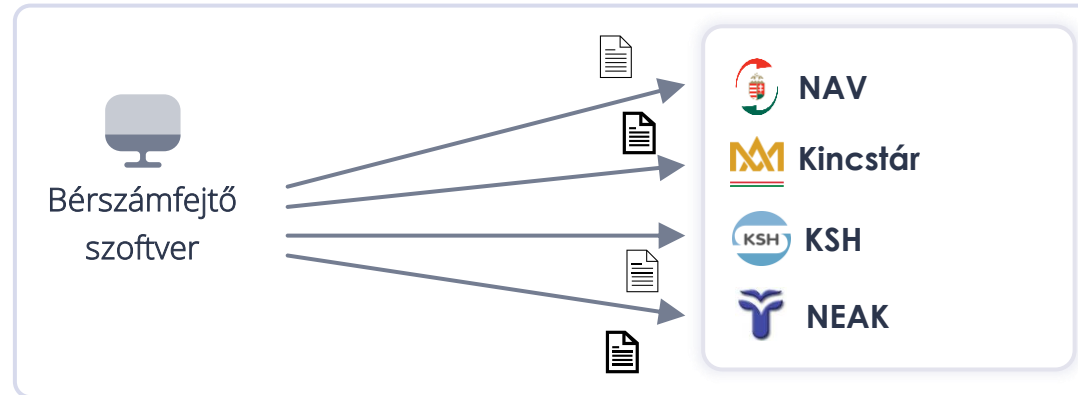 NAV
Kincstár
Bérszámfejtő
szoftver
KSH
KSH
NEAK